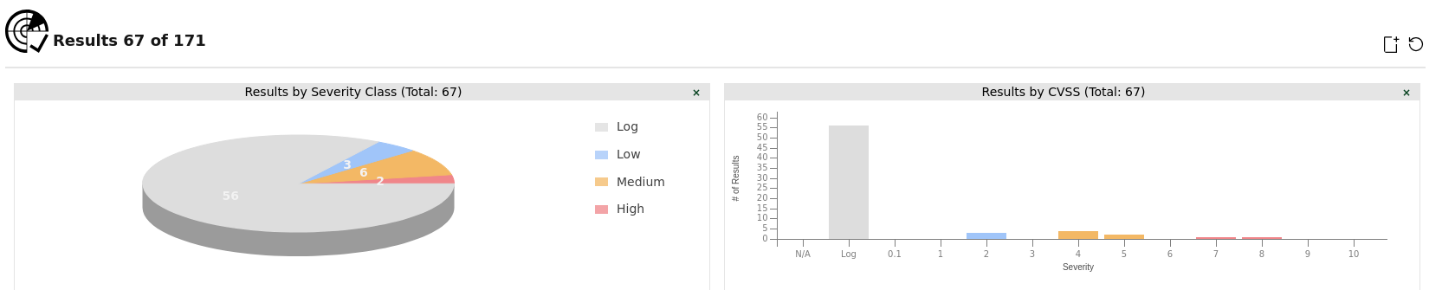 Results 67 of 171
Results by Severity Class (Total: 67)
×
3
6
2
56
Log
Low
Medium
High
Results by CVSS (Total: 67)
×
# of Results
60
55
50
45
40
35
30
25
20
15
10
5
0
N/A Log 0.1 1 2 3 4 5 6 7 8 9 10
Severity